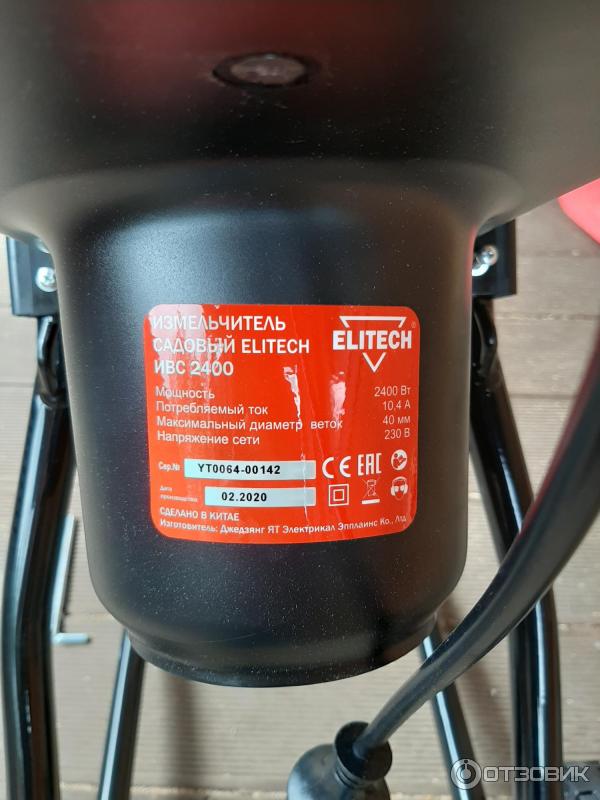 ИЗМЕЛЬЧИТЕЛЬ
САДОВЫЙ ELITECH
ИВС 2400
ELITECH®
Мощность 2400 Вт
Потребляемый ток 10,4 А
Максимальный диаметр веток 40 мм
Напряжение сети 230 В
Сер.№ YT0064-00142
CE EAC
Дата
производства: 02.2020
СДЕЛАНО В КИТАЕ
Изготовитель: Джедзянг ЯТ Электрикал Эпплаинс Ко., Лтд
ОТЗОВИК